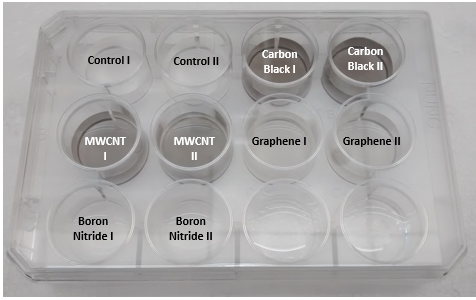 Control I
Control II
Carbon
Black I
Carbon
Black II
MWCNT
I
MWCNT
II
Graphene I
Graphene II
Boron
Nitride I
Boron
Nitride II